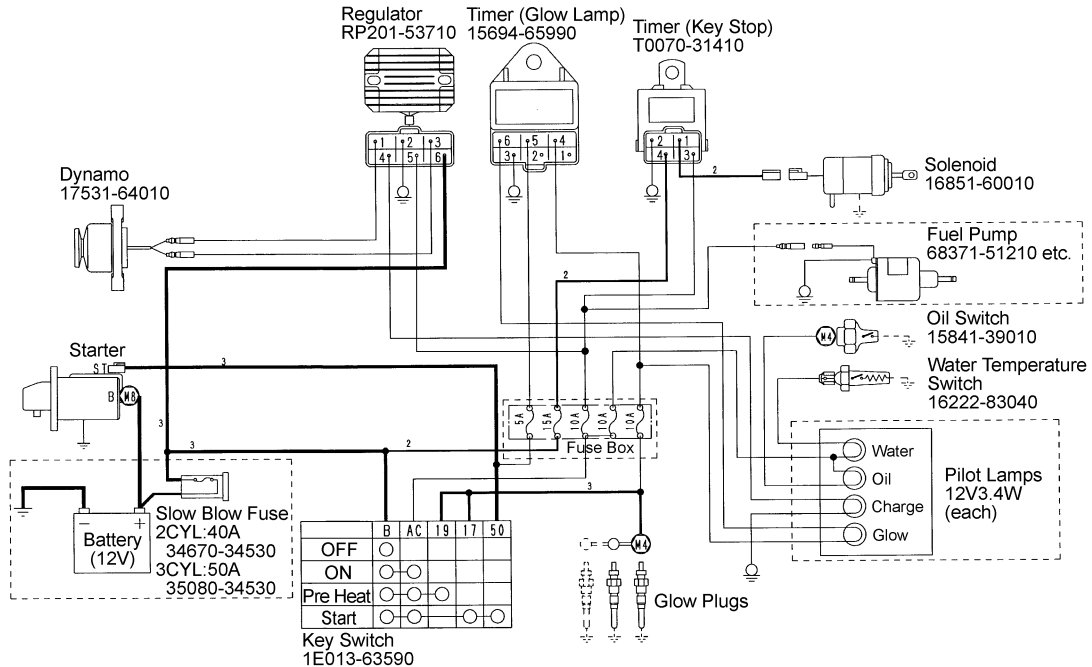 Regulator
RP201-53710
Timer (Glow Lamp)
15694-65990
Timer (Key Stop)
T0070-31410
1 2 3
4 5 6
6 5 4
3 2 1
2 1
4 3
Dynamo
17531-64010
2
Solenoid
16851-60010
Fuel Pump
68371-51210 etc.
2
Oil Switch
15841-39010
M4
Starter
ST
3
B M8
Water Temperature
Switch
16222-83040
5A 15A 10A 10A 10A
Fuse Box
3
3
2
Water
Oil
Charge
Glow
Pilot Lamps
12V3.4W
(each)
3
− +
Battery
(12V)
Slow Blow Fuse
2CYL:40A
34670-34530
3CYL:50A
35080-34530
B AC 19 17 50
OFF
ON
Pre Heat
Start
Key Switch
1E013-63590
M4
Glow Plugs